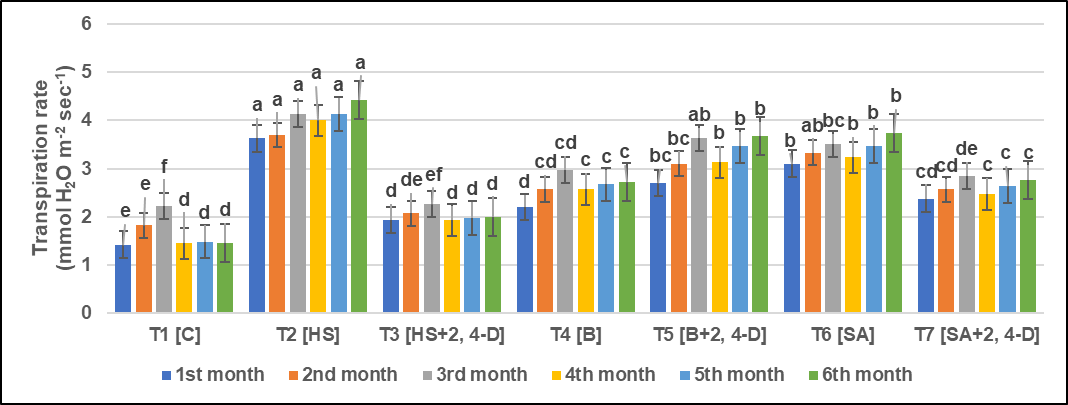 Transpiration rate
(mmol H₂O m⁻² sec⁻¹)
6
5
4
3
2
1
0
e e f d d d
a a a a a a
d de ef d d d
d cd cd c c c
bc bc ab b b b
b ab bc b b b
cd cd de c c c
T1 [C] T2 [HS] T3 [HS+2, 4-D] T4 [B] T5 [B+2, 4-D] T6 [SA] T7 [SA+2, 4-D]
1st month 2nd month 3rd month 4th month 5th month 6th month